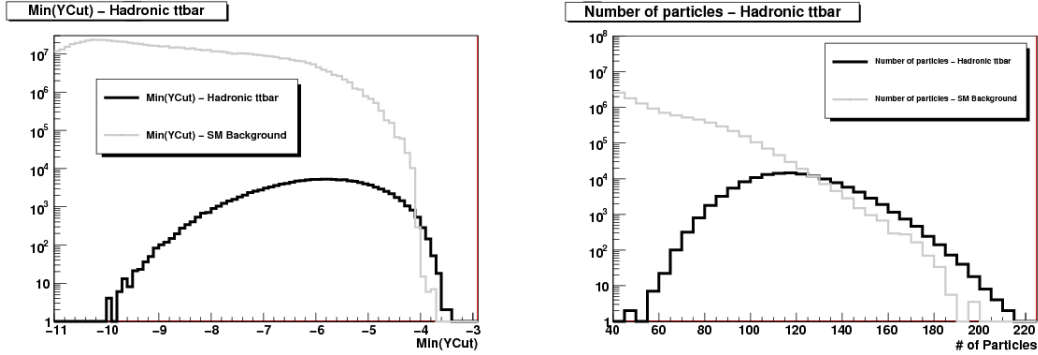 Min(YCut) – Hadronic ttbar
10⁷
10⁶
10⁵
10⁴
10³
10²
10
1
Min(YCut) – Hadronic ttbar
Min(YCut) – SM Background
–11 –10 –9 –8 –7 –6 –5 –4 –3
Min(YCut)
Number of particles – Hadronic ttbar
10⁸
10⁷
10⁶
10⁵
10⁴
10³
10²
10
1
Number of particles – Hadronic ttbar
Number of particles – SM Background
40 60 80 100 120 140 160 180 200 220
# of Particles